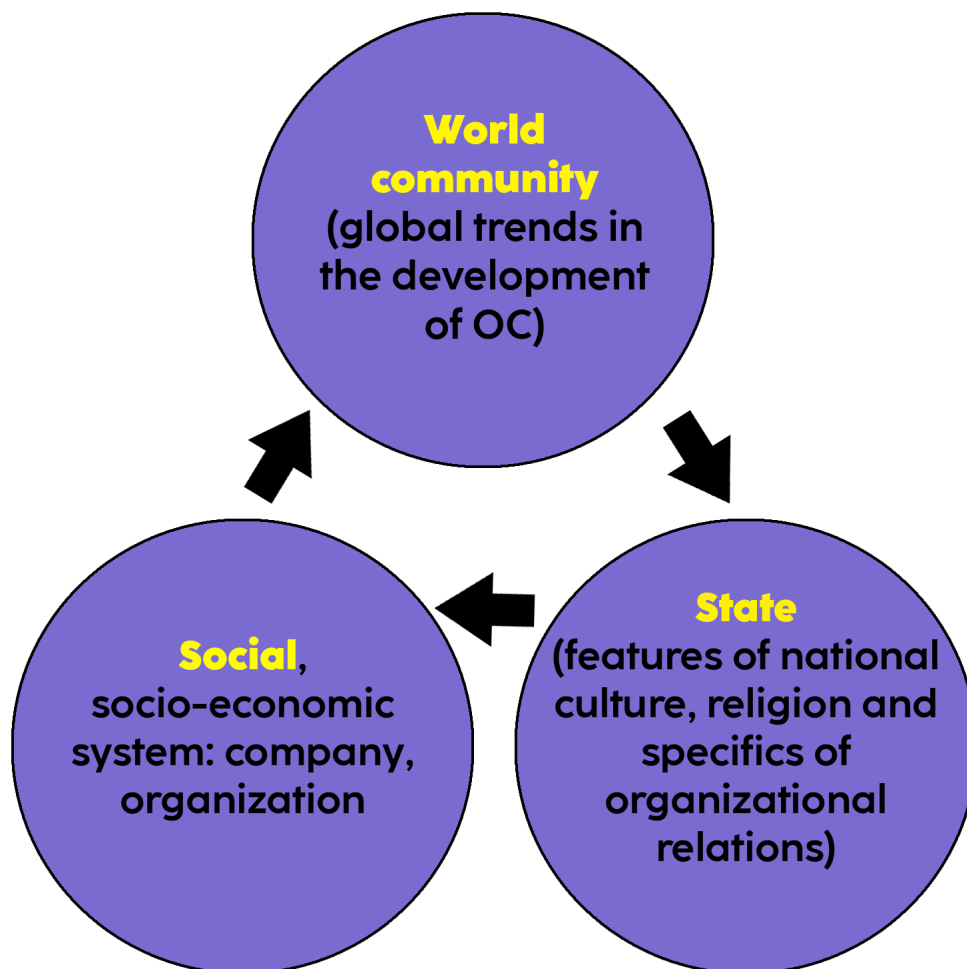 World
community
(global trends in
the development
of OC)
Social,
socio-economic
system: company,
organization
State
(features of national
culture, religion and
specifics of
organizational
relations)